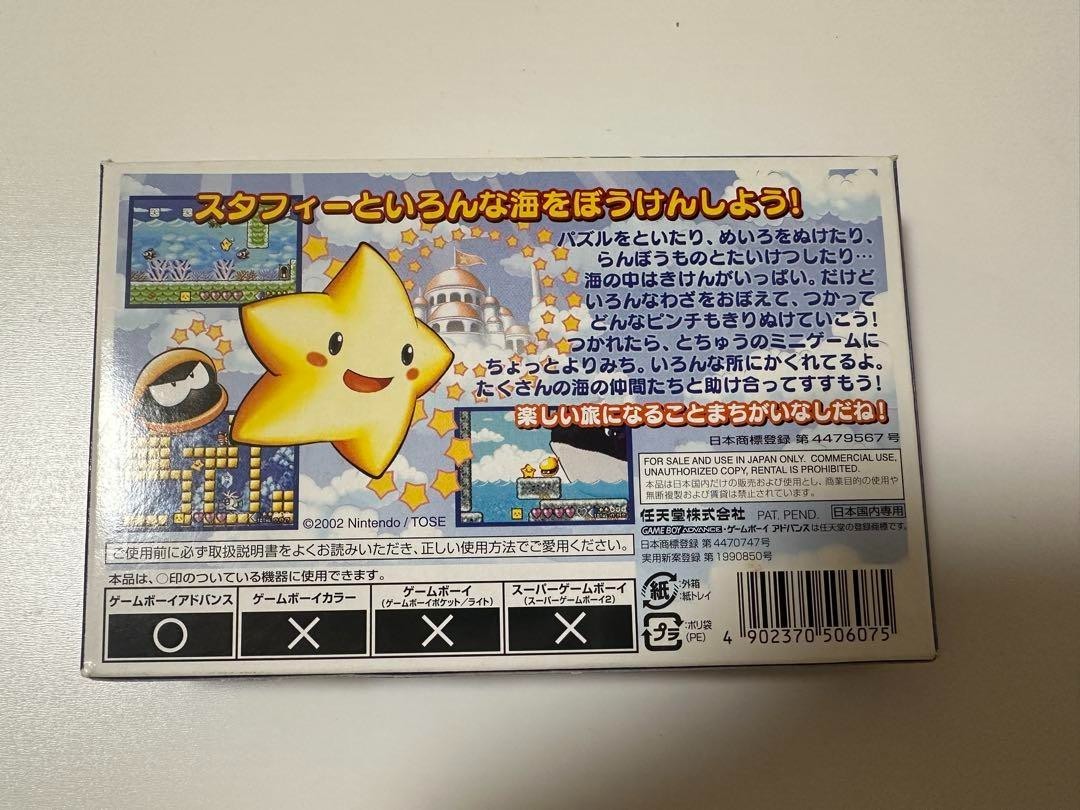 スタフィーといろんな海をぼうけんしよう!
パズルをといたり、めいろをぬけたり、
らんぼうものとたいけつしたり…
海の中はきけんがいっぱい。だけど
いろんなわざをおぼえて、つかって
どんなピンチもきりぬけていこう!
つかれたら、とちゅうのミニゲームに
ちょっとよりみち。いろんな所にかくれてるよ。
たくさんの海の仲間たちと助け合ってすすもう!
楽しい旅になることまちがいなしだね!
日本商標登録 第4479567号
FOR SALE AND USE IN JAPAN ONLY. COMMERCIAL USE,
UNAUTHORIZED COPY, RENTAL IS PROHIBITED.
本品は日本国内だけの販売および使用とし、商業目的の使用や
無断複製および賃貸は禁止されています。
©2002 Nintendo / TOSE
任天堂株式会社 PAT. PEND. 日本国内専用
GAME BOY ADVANCE・ゲームボーイ アドバンスは任天堂の登録商標です。
日本商標登録 第4470747号
実用新案登録 第1990850号
ご使用前に必ず取扱説明書をよくお読みいただき、正しい使用方法でご愛用ください。
本品は、○印のついている機器に使用できます。
ゲームボーイアドバンス
○
ゲームボーイカラー
×
ゲームボーイ
(ゲームボーイポケット/ライト)
×
スーパーゲームボーイ
(スーパーゲームボーイ2)
×
紙 :外箱
:紙トレイ
プラ :ポリ袋
(PE)
4 902370 506075